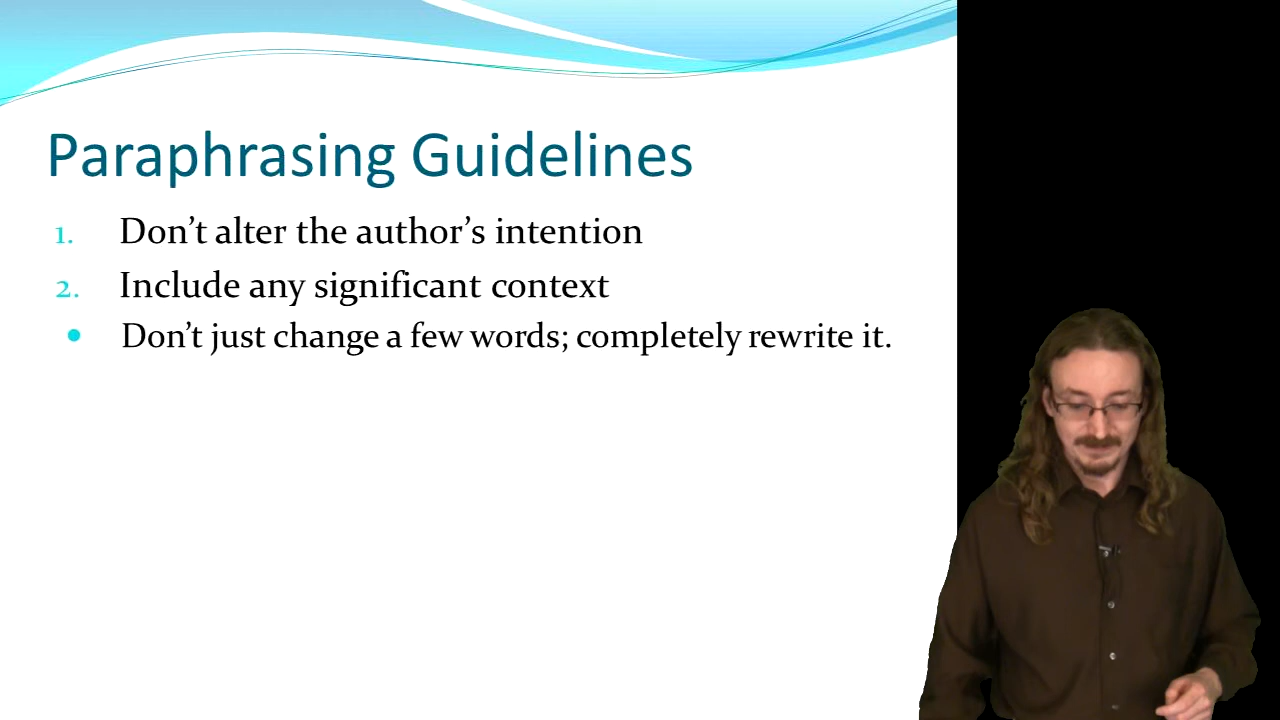 Paraphrasing Guidelines
1. Don’t alter the author’s intention
2. Include any significant context
• Don’t just change a few words; completely rewrite it.